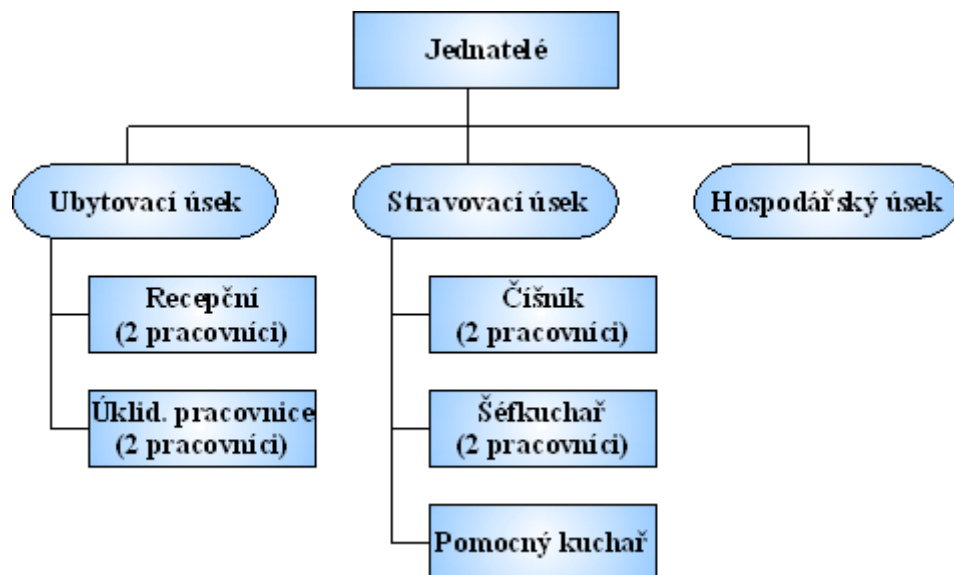 Jednatelé
Ubytovací úsek
Stravovací úsek
Hospodářský úsek
Recepční
(2 pracovníci)
Číšník
(2 pracovníci)
Úklid. pracovnice
(2 pracovníci)
Šéfkuchař
(2 pracovníci)
Pomocný kuchař